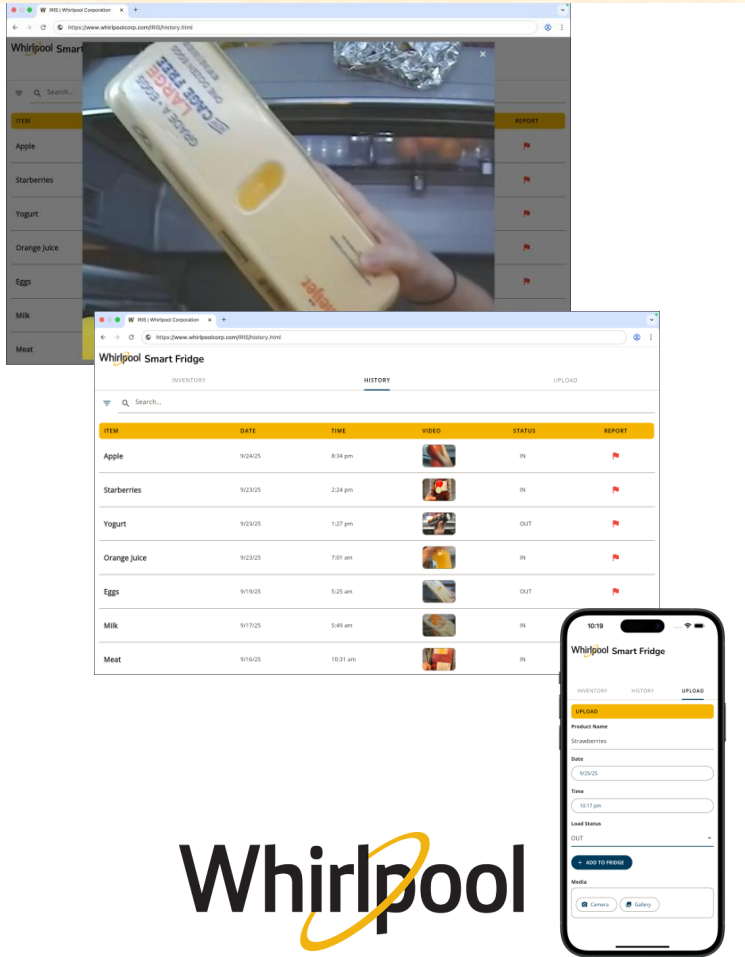 W IRIS | Whirlpool Corporation × +
https://www.whirlpoolcorp.com/IRIS/history.html
Whirlpool Smar
Search...
ITEM REPORT
Apple
Starberries
Yogurt
Orange Juice
Eggs
Milk
Meat
GRADE A • EGGS
LARGE
CAGE FREE
ONE DOZEN EGGS
meijer
×
W IRIS | Whirlpool Corporation × +
https://www.whirlpoolcorp.com/IRIS/history.html
Whirlpool Smart Fridge
INVENTORY HISTORY UPLOAD
Search...
ITEM DATE TIME VIDEO STATUS REPORT
Apple 9/24/25 8:34 pm IN
Starberries 9/23/25 2:24 pm IN
Yogurt 9/23/25 1:27 pm OUT
Orange Juice 9/23/25 7:01 am IN
Eggs 9/19/25 5:25 am OUT
Milk 9/17/25 5:49 am IN
Meat 9/16/25 10:31 am IN
10:19
Whirlpool Smart Fridge
INVENTORY HISTORY UPLOAD
UPLOAD
Product Name
Strawberries
Date
9/25/25
Time
10:17 pm
Load Status
OUT
+ ADD TO FRIDGE
Media
Camera Gallery
Whirlpool